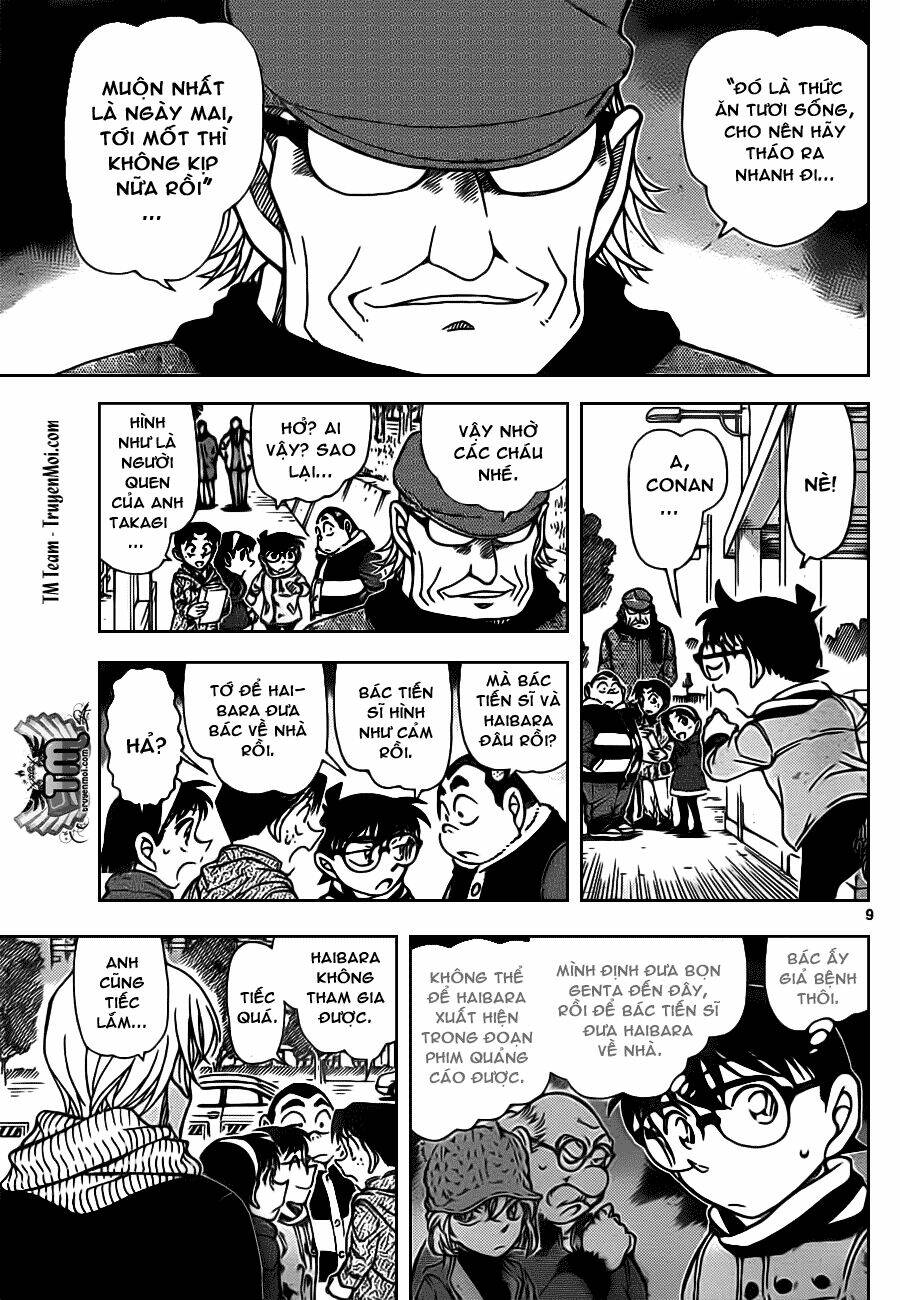 “ĐÓ LÀ THỨC
ĂN TƯƠI SỐNG,
CHO NÊN HÃY
THÁO RA
NHANH ĐI...
MUỘN NHẤT
LÀ NGÀY MAI,
TỚI MỐT THÌ
KHÔNG KỊP
NỮA RỒI”
...
NÈ!
A,
CONAN
...
VẬY NHỜ
CÁC CHÁU
NHÉ.
HỞ? AI
VẬY? SAO
LẠI...
HÌNH
NHƯ LÀ
NGƯỜI
QUEN
CỦA ANH
TAKAGI
...
TM Team - TruyenMoi.com
MÀ BÁC
TIẾN SĨ VÀ
HAIBARA
ĐÂU RỒI?
BÁC TIẾN
SĨ HÌNH
NHƯ CẢM
RỒI.
TỚ ĐỂ HAI-
BARA ĐƯA
BÁC VỀ NHÀ
RỒI.
HẢ?
TM
truyenmoi.com
9
BÁC ẤY
GIẢ BỆNH
THÔI.
MÌNH ĐỊNH ĐƯA BỌN
GENTA ĐẾN ĐÂY,
RỒI ĐỂ BÁC TIẾN SĨ
ĐƯA HAIBARA
VỀ NHÀ.
KHÔNG THỂ
ĐỂ HAIBARA
XUẤT HIỆN
TRONG ĐOẠN
PHIM QUẢNG
CÁO ĐƯỢC.
HAIBARA
KHÔNG
THAM GIA
ĐƯỢC.
TIẾC
QUÁ.
ANH
CŨNG
TIẾC
LẮM...